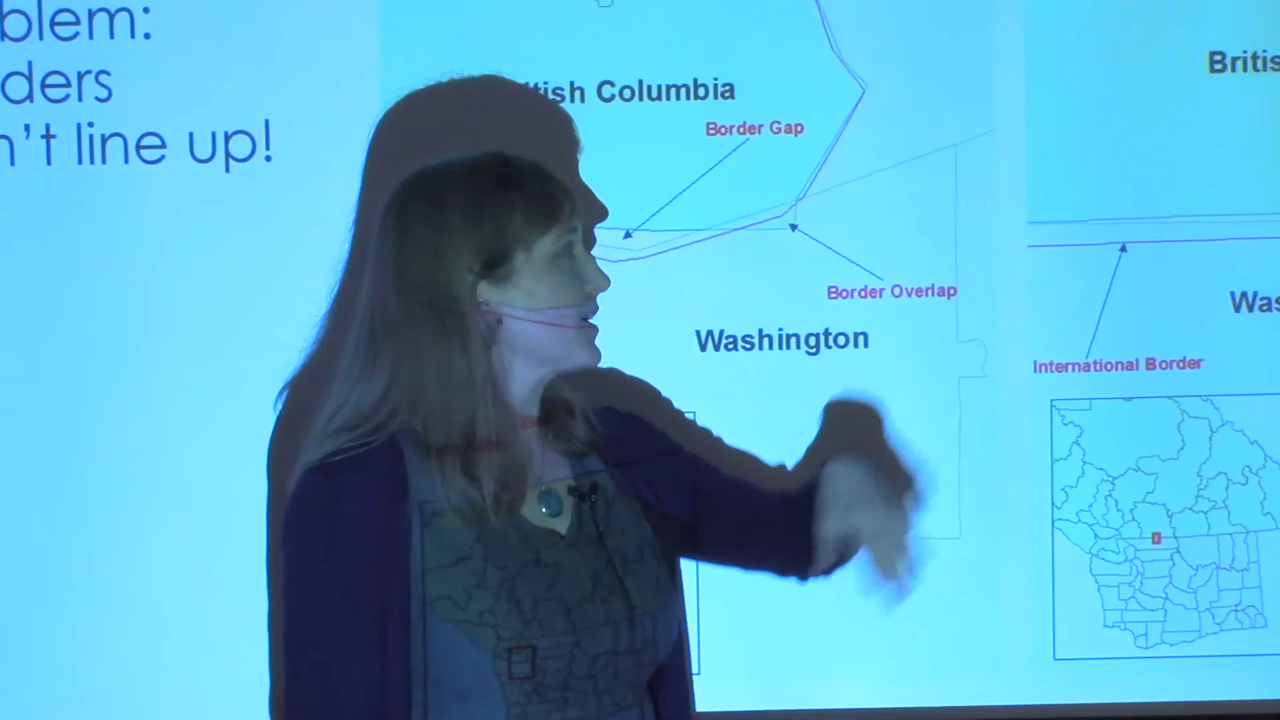 blem:
ders
n't line up!
tish Columbia
Border Gap
Border Overlap
Washington
Britis
Was
International Border